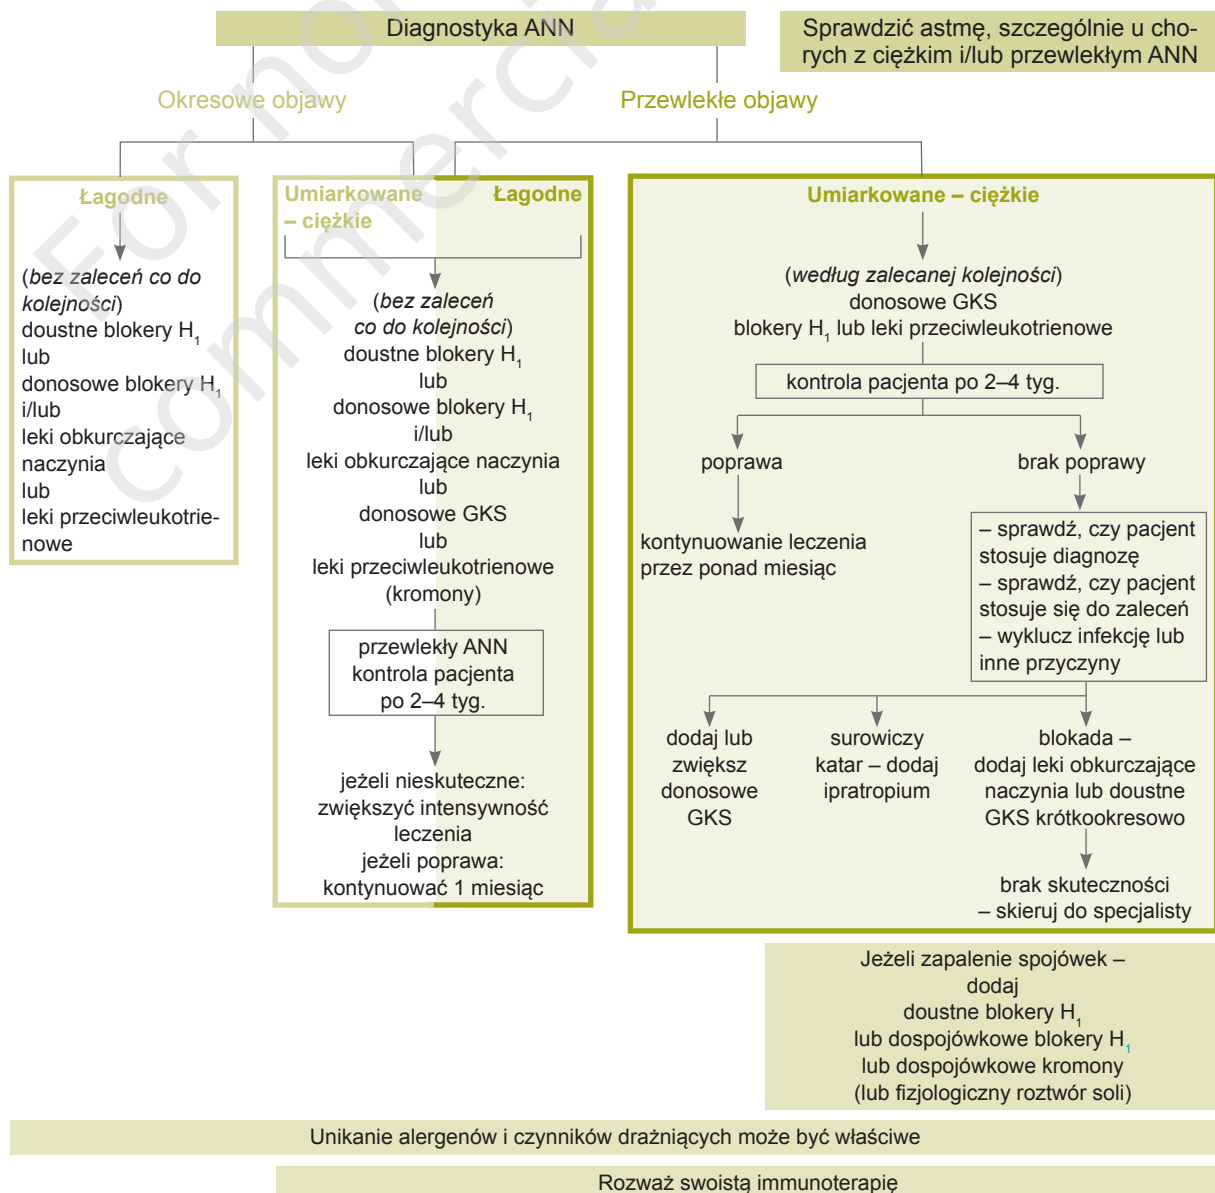 Diagnostyka ANN
Sprawdzić astmę, szczególnie u cho-
rych z ciężkim i/lub przewlekłym ANN
Okresowe objawy
Przewlekłe objawy
Łagodne
(bez zaleceń co do
kolejności)
doustne blokery H1
lub
donosowe blokery H1
i/lub
leki obkurczające
naczynia
lub
leki przeciwleukotrie-
nowe
Umiarkowane
– ciężkie
Łagodne
(bez zaleceń
co do kolejności)
doustne blokery H1
lub
donosowe blokery H1
i/lub
leki obkurczające naczynia
lub
donosowe GKS
lub
leki przeciwleukotrienowe
(kromony)
przewlekły ANN
kontrola pacjenta
po 2–4 tyg.
jeżeli nieskuteczne:
zwiększyć intensywność
leczenia
jeżeli poprawa:
kontynuować 1 miesiąc
Umiarkowane – ciężkie
(według zalecanej kolejności)
donosowe GKS
blokery H1 lub leki przeciwleukotrienowe
kontrola pacjenta po 2–4 tyg.
poprawa
kontynuowanie leczenia
przez ponad miesiąc
brak poprawy
– sprawdź, czy pacjent
stosuje diagnozę
– sprawdź, czy pacjent
stosuje się do zaleceń
– wyklucz infekcję lub
inne przyczyny
dodaj lub
zwiększ
donosowe
GKS
surowiczy
katar – dodaj
ipratropium
blokada –
dodaj leki obkurczające
naczynia lub doustne
GKS krótkookresowo
brak skuteczności
– skieruj do specjalisty
Jeżeli zapalenie spojówek –
dodaj
doustne blokery H1
lub dospojówkowe blokery H1
lub dospojówkowe kromony
(lub fizjologiczny roztwór soli)
Unikanie alergenów i czynników drażniących może być właściwe
Rozważ swoistą immunoterapię